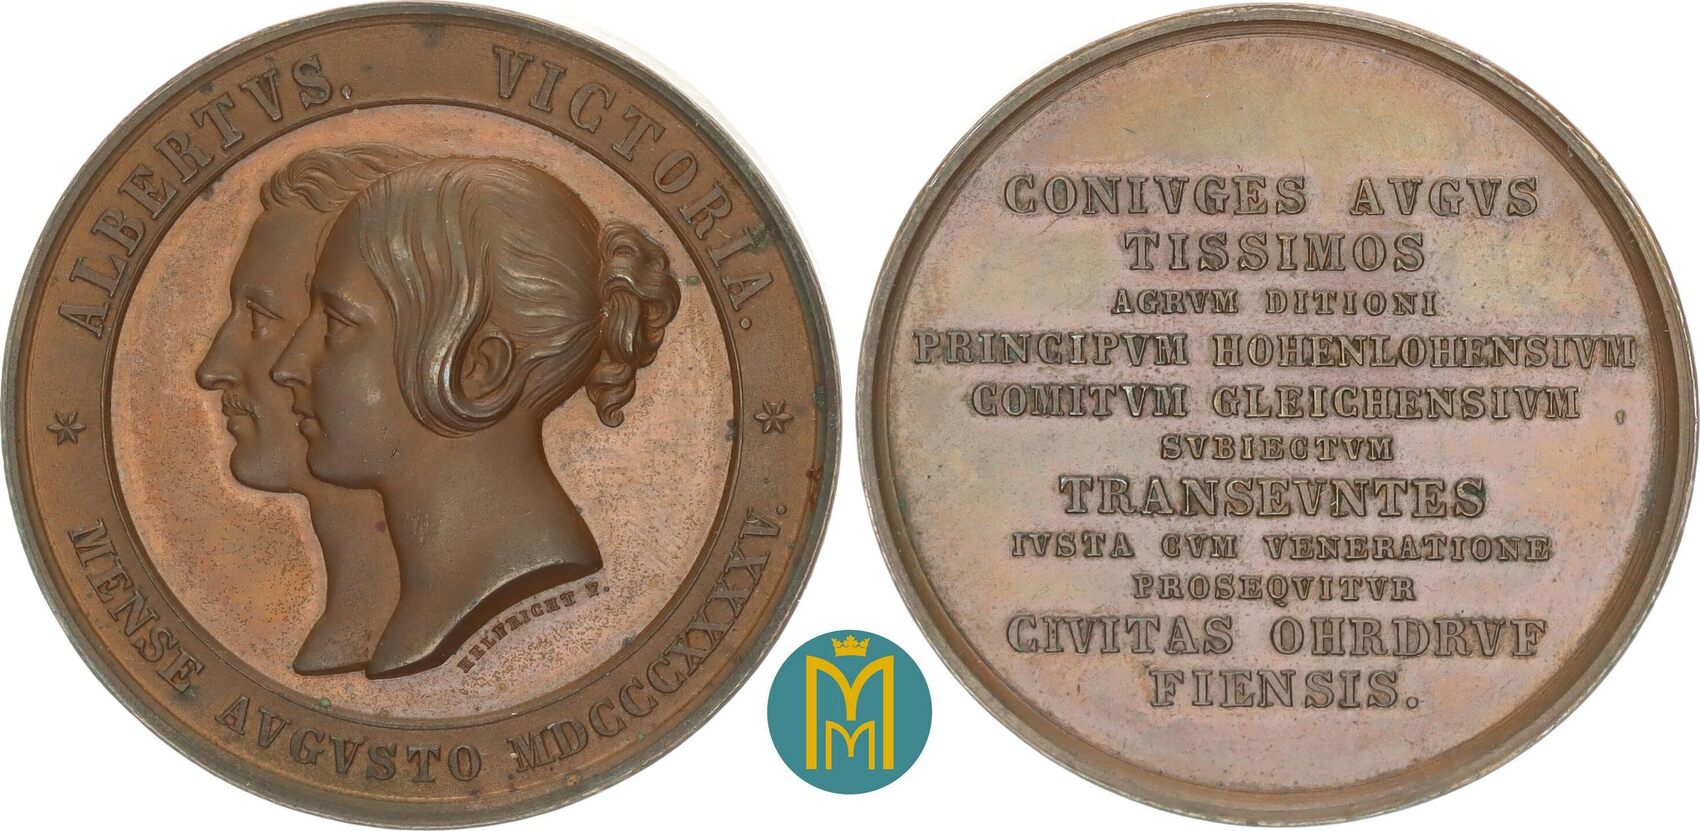 ALBERTVS. VICTORIA.
MENSE AVGVSTO MDCCCXXXXV.
HELFRICHT F.
CONIVGES AVGVS
TISSIMOS
AGRVM DITIONI
PRINCIPVM HOHENLOHENSIVM
COMITVM GLEICHENSIVM
SVBIECTVM
TRANSEVNTES
IVSTA CVM VENERATIONE
PROSEQVITVR
CIVITAS OHRDRVF
FIENSIS.
MM